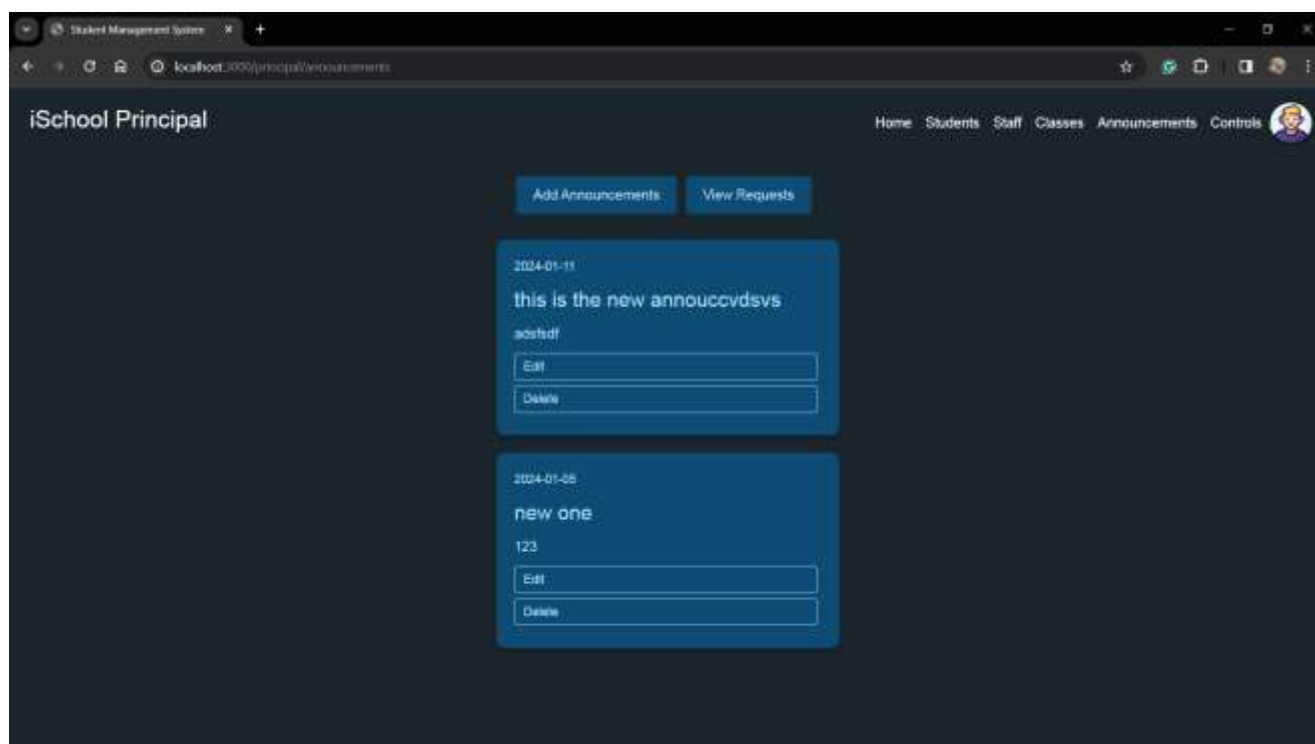 Student Management System
localhost:3000/principal/announcements
iSchool Principal
Home Students Staff Classes Announcements Controls
Add Announcements View Requests
2024-01-11
this is the new annouccvdsvs
Edit
Delete
2024-01-05
new one
123
Edit
Delete